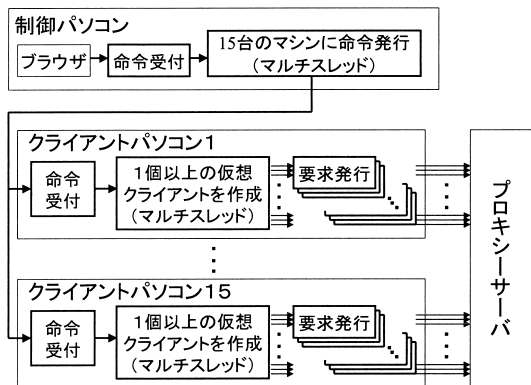 制御パソコン
ブラウザ
命令受付
15台のマシンに命令発行
(マルチスレッド)
クライアントパソコン1
命令
受付
1個以上の仮想
クライアントを作成
(マルチスレッド)
要求発行
クライアントパソコン15
命令
受付
1個以上の仮想
クライアントを作成
(マルチスレッド)
要求発行
プロキシーサーバ